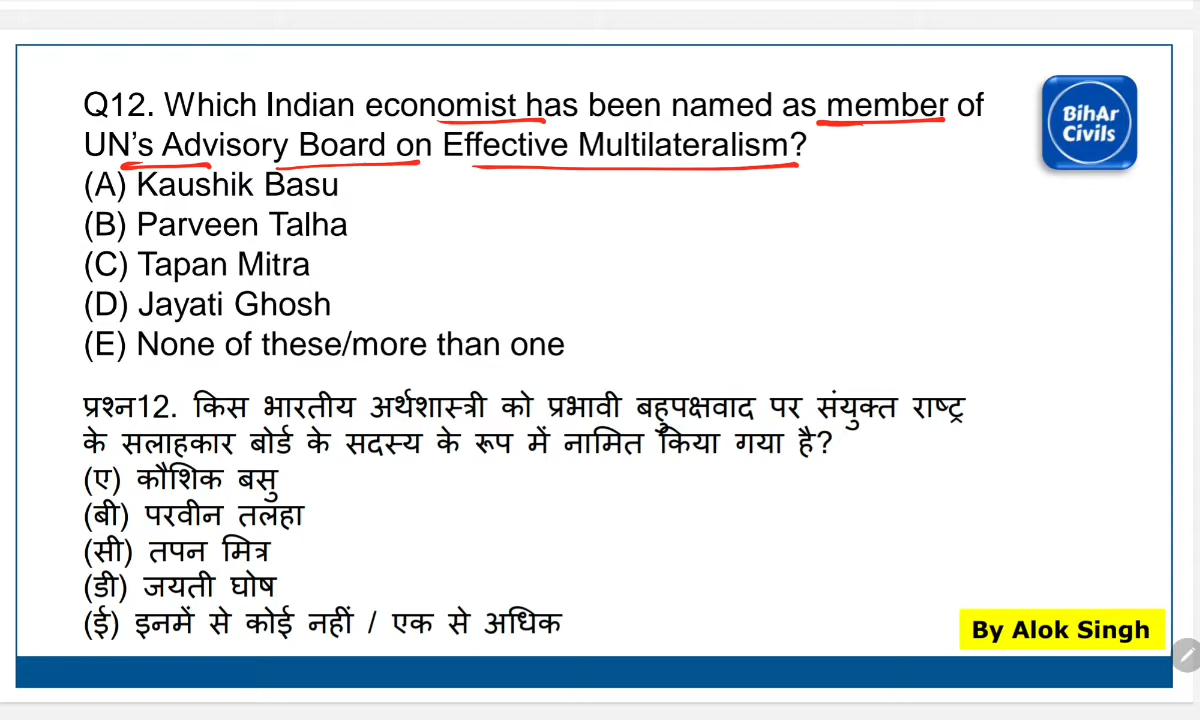 Q12. Which Indian economist has been named as member of
UN’s Advisory Board on Effective Multilateralism?
(A) Kaushik Basu
(B) Parveen Talha
(C) Tapan Mitra
(D) Jayati Ghosh
(E) None of these/more than one
BihAr
Civils
प्रश्न12. किस भारतीय अर्थशास्त्री को प्रभावी बहुपक्षवाद पर संयुक्त राष्ट्र
के सलाहकार बोर्ड के सदस्य के रूप में नामित किया गया है?
(ए) कौशिक बसु
(बी) परवीन तलहा
(सी) तपन मित्र
(डी) जयती घोष
(ई) इनमें से कोई नहीं / एक से अधिक
By Alok Singh